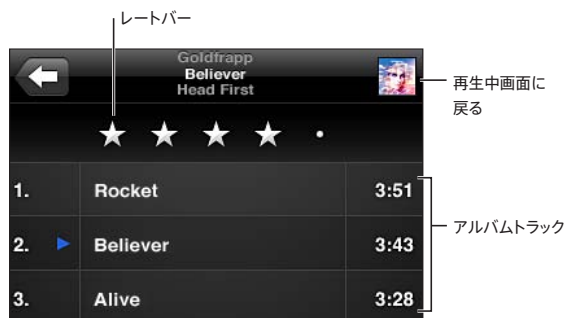 レートバー
Goldfrapp
Believer
Head First
再生中画面に
戻る
1. Rocket 3:51
2. Believer 3:43
3. Alive 3:28
アルバムトラック